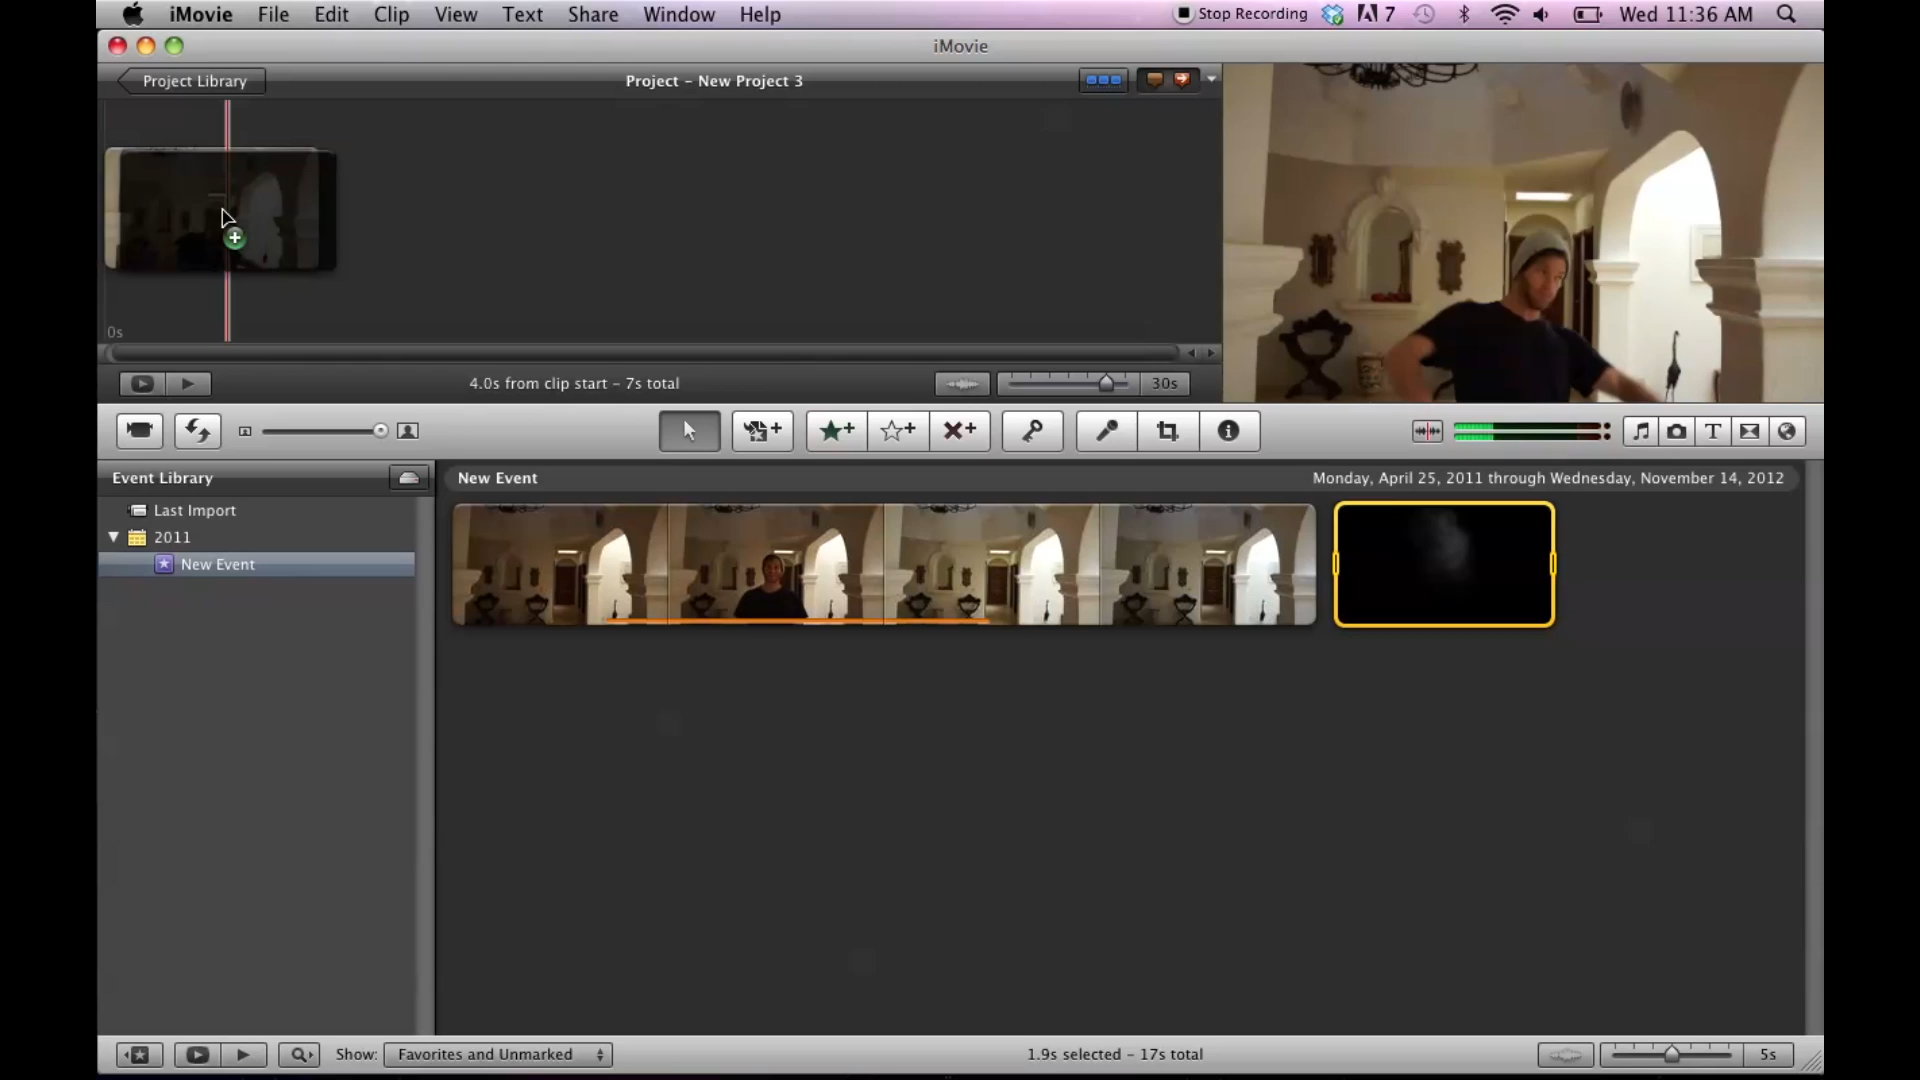 iMovie File Edit Clip View Text Share Window Help Stop Recording 7 Wed 11:36 AM
iMovie
Project Library Project – New Project 3
0s
4.0s from clip start – 7s total 30s
Event Library New Event Monday, April 25, 2011 through Wednesday, November 14, 2012
Last Import
2011
New Event
Show: Favorites and Unmarked 1.9s selected – 17s total 5s